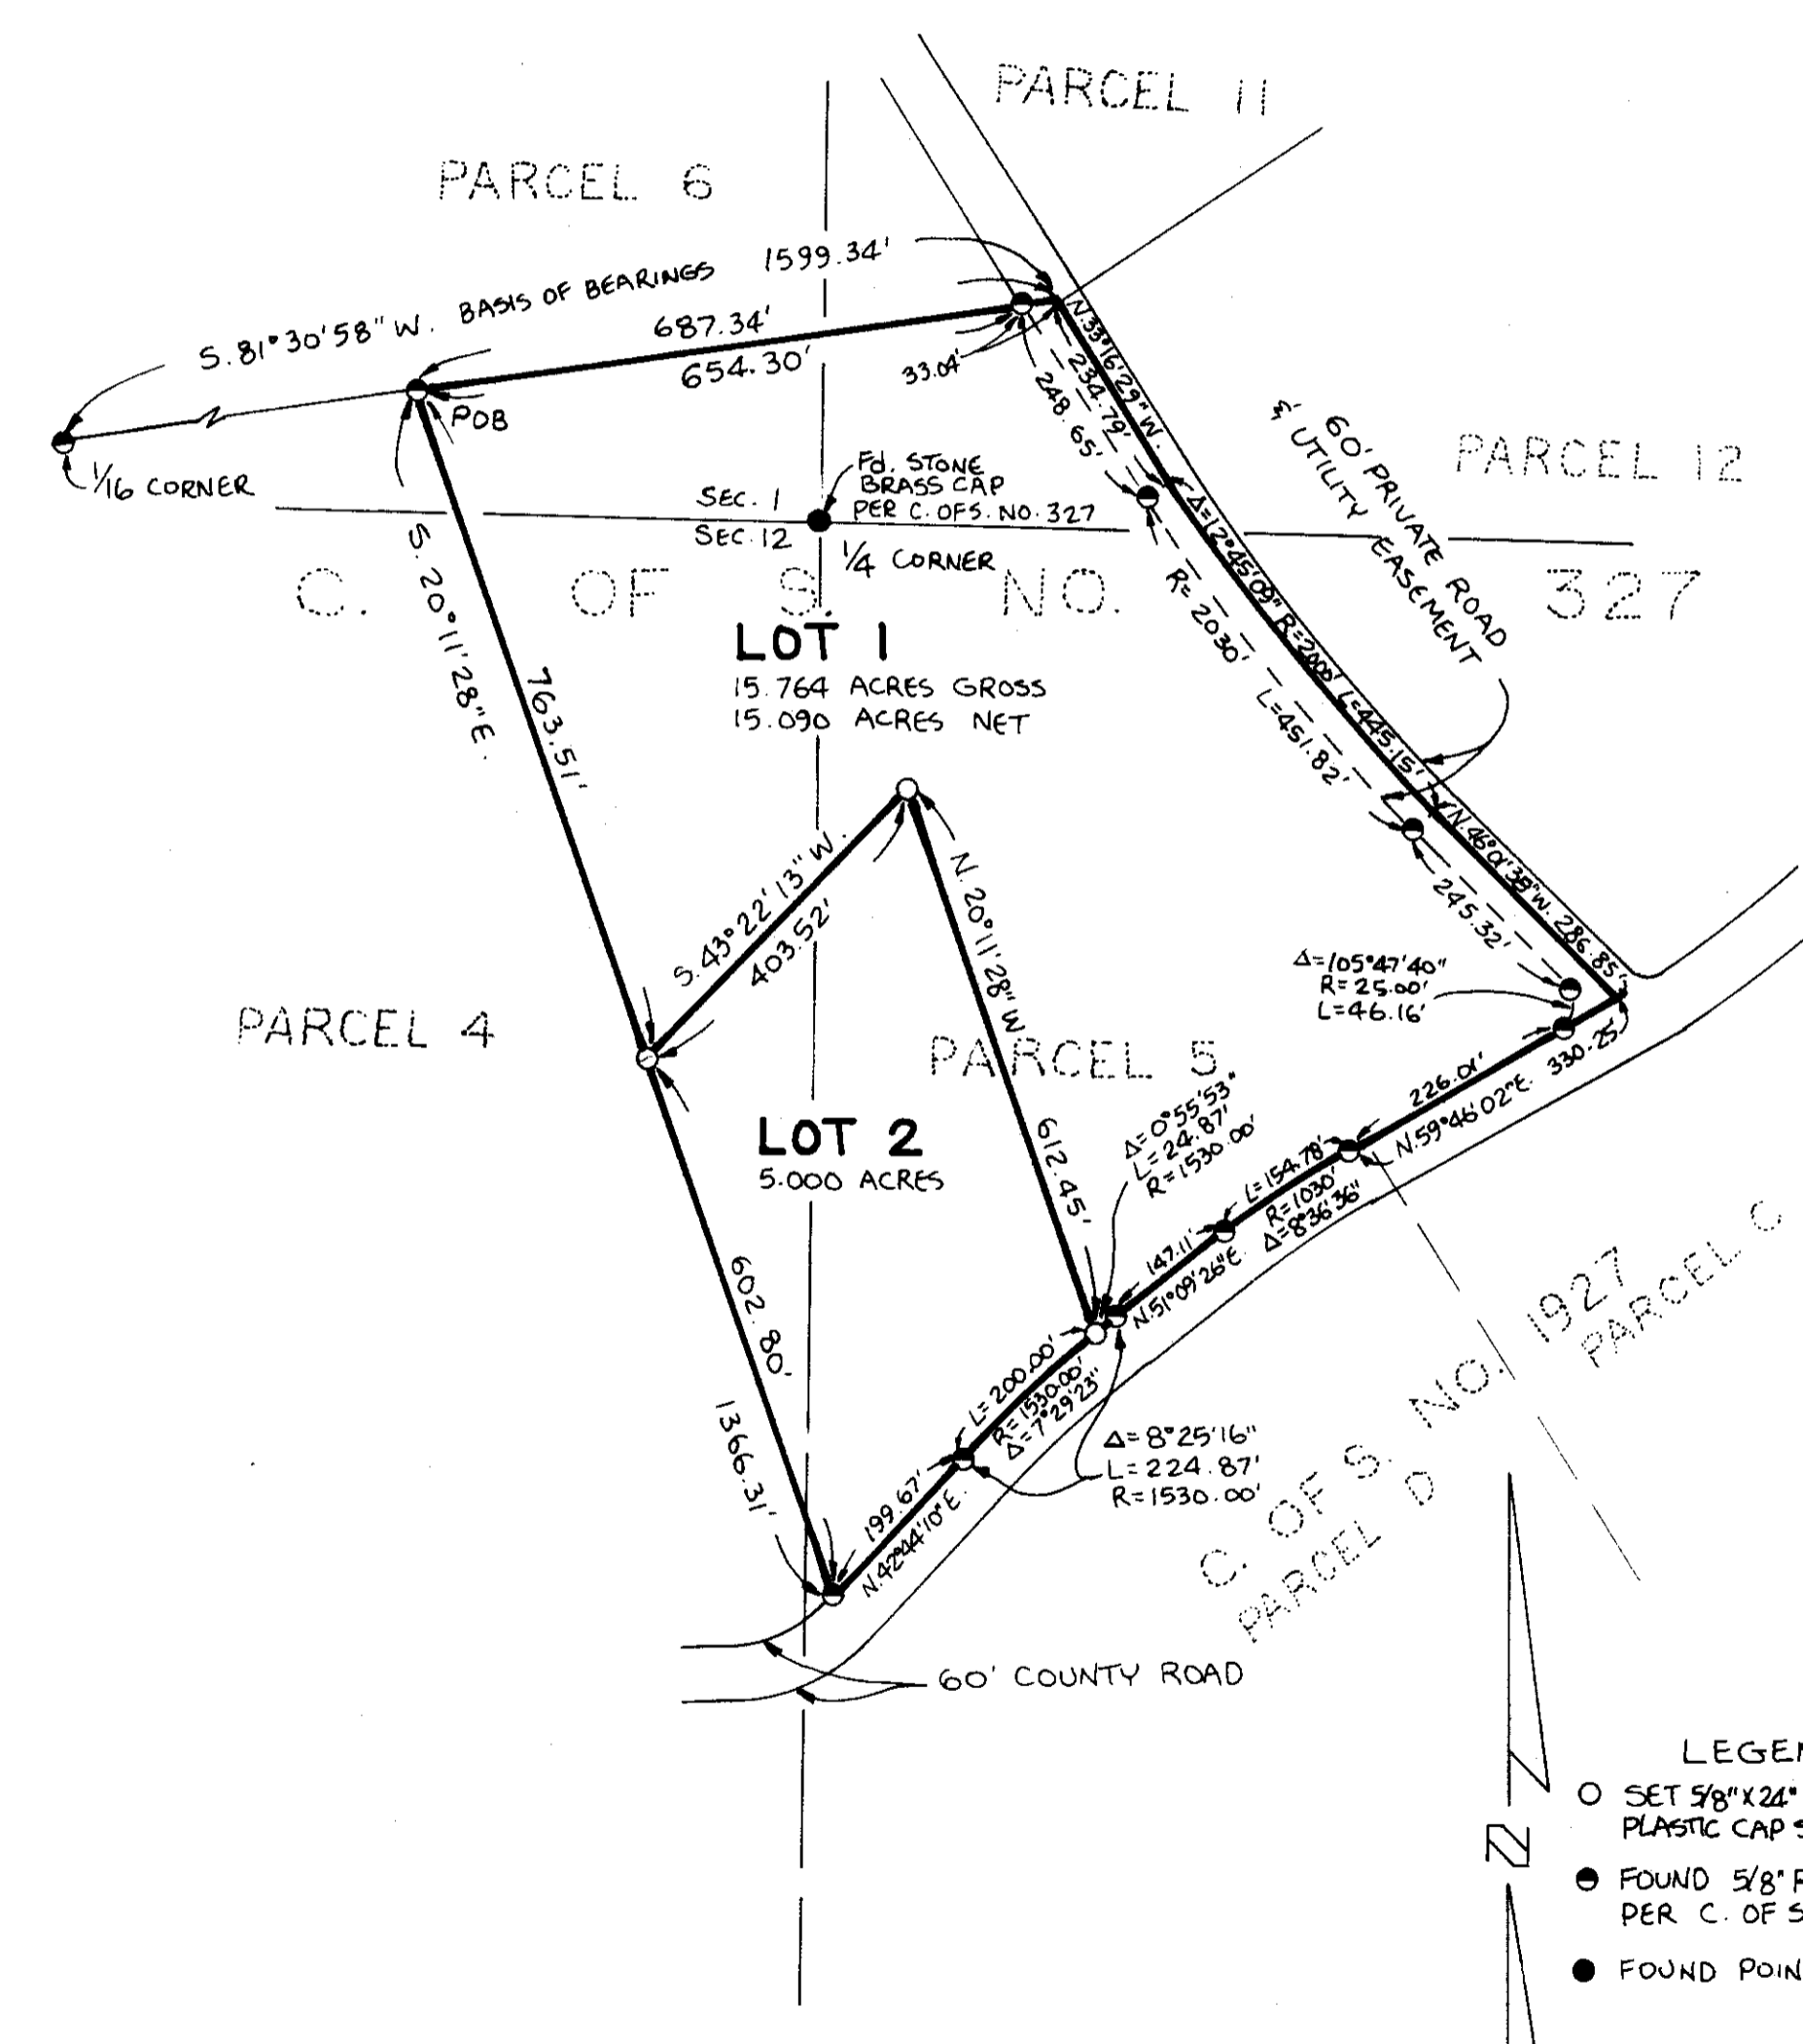 PARCEL 11
PARCEL 6
1599.34'
S.81°30'58"W. BASIS OF BEARINGS
687.34'
654.30'
33.04'
POB
1/16 CORNER
N.33°16'29"W.
234.79'
248.65'
60' PRIVATE ROAD
& UTILITY EASEMENT
PARCEL 12
Fd. STONE
BRASS CAP
PER C. OF S. NO. 327
SEC. 1
SEC. 12
1/4 CORNER
C. OF S. NO. 327
S. 20°11'28"E.
763.51'
Δ=12°45'09" R=2000' L=445.15'
R=2030'
L=451.82'
LOT 1
15.764 ACRES GROSS
15.090 ACRES NET
S.43°22'13"W.
403.52'
N.20°11'28"W
612.45'
N.46°01'38"W. 286.85'
245.32'
Δ=105°47'40"
R=25.00'
L=46.16'
PARCEL 4
PARCEL 5
226.01'
N.59°46'02"E. 330.25'
Δ=0°55'53"
L=24.87'
R=1530.00'
LOT 2
5.000 ACRES
L=154.78'
R=1030'
Δ=8°36'36"
147.11'
N.51°09'26"E.
602.80'
1366.31'
L=200.00'
R=1530.00'
Δ=7°29'23"
Δ=8°25'16"
L=224.87'
R=1530.00'
199.67'
N.42°44'10"E.
C. OF S. NO. 1927
PARCEL C
PARCEL D
60' COUNTY ROAD
N
LEGEN
SET 5/8"X24"
PLASTIC CAP S
FOUND 5/8" R
PER C. OF S
FOUND POIN